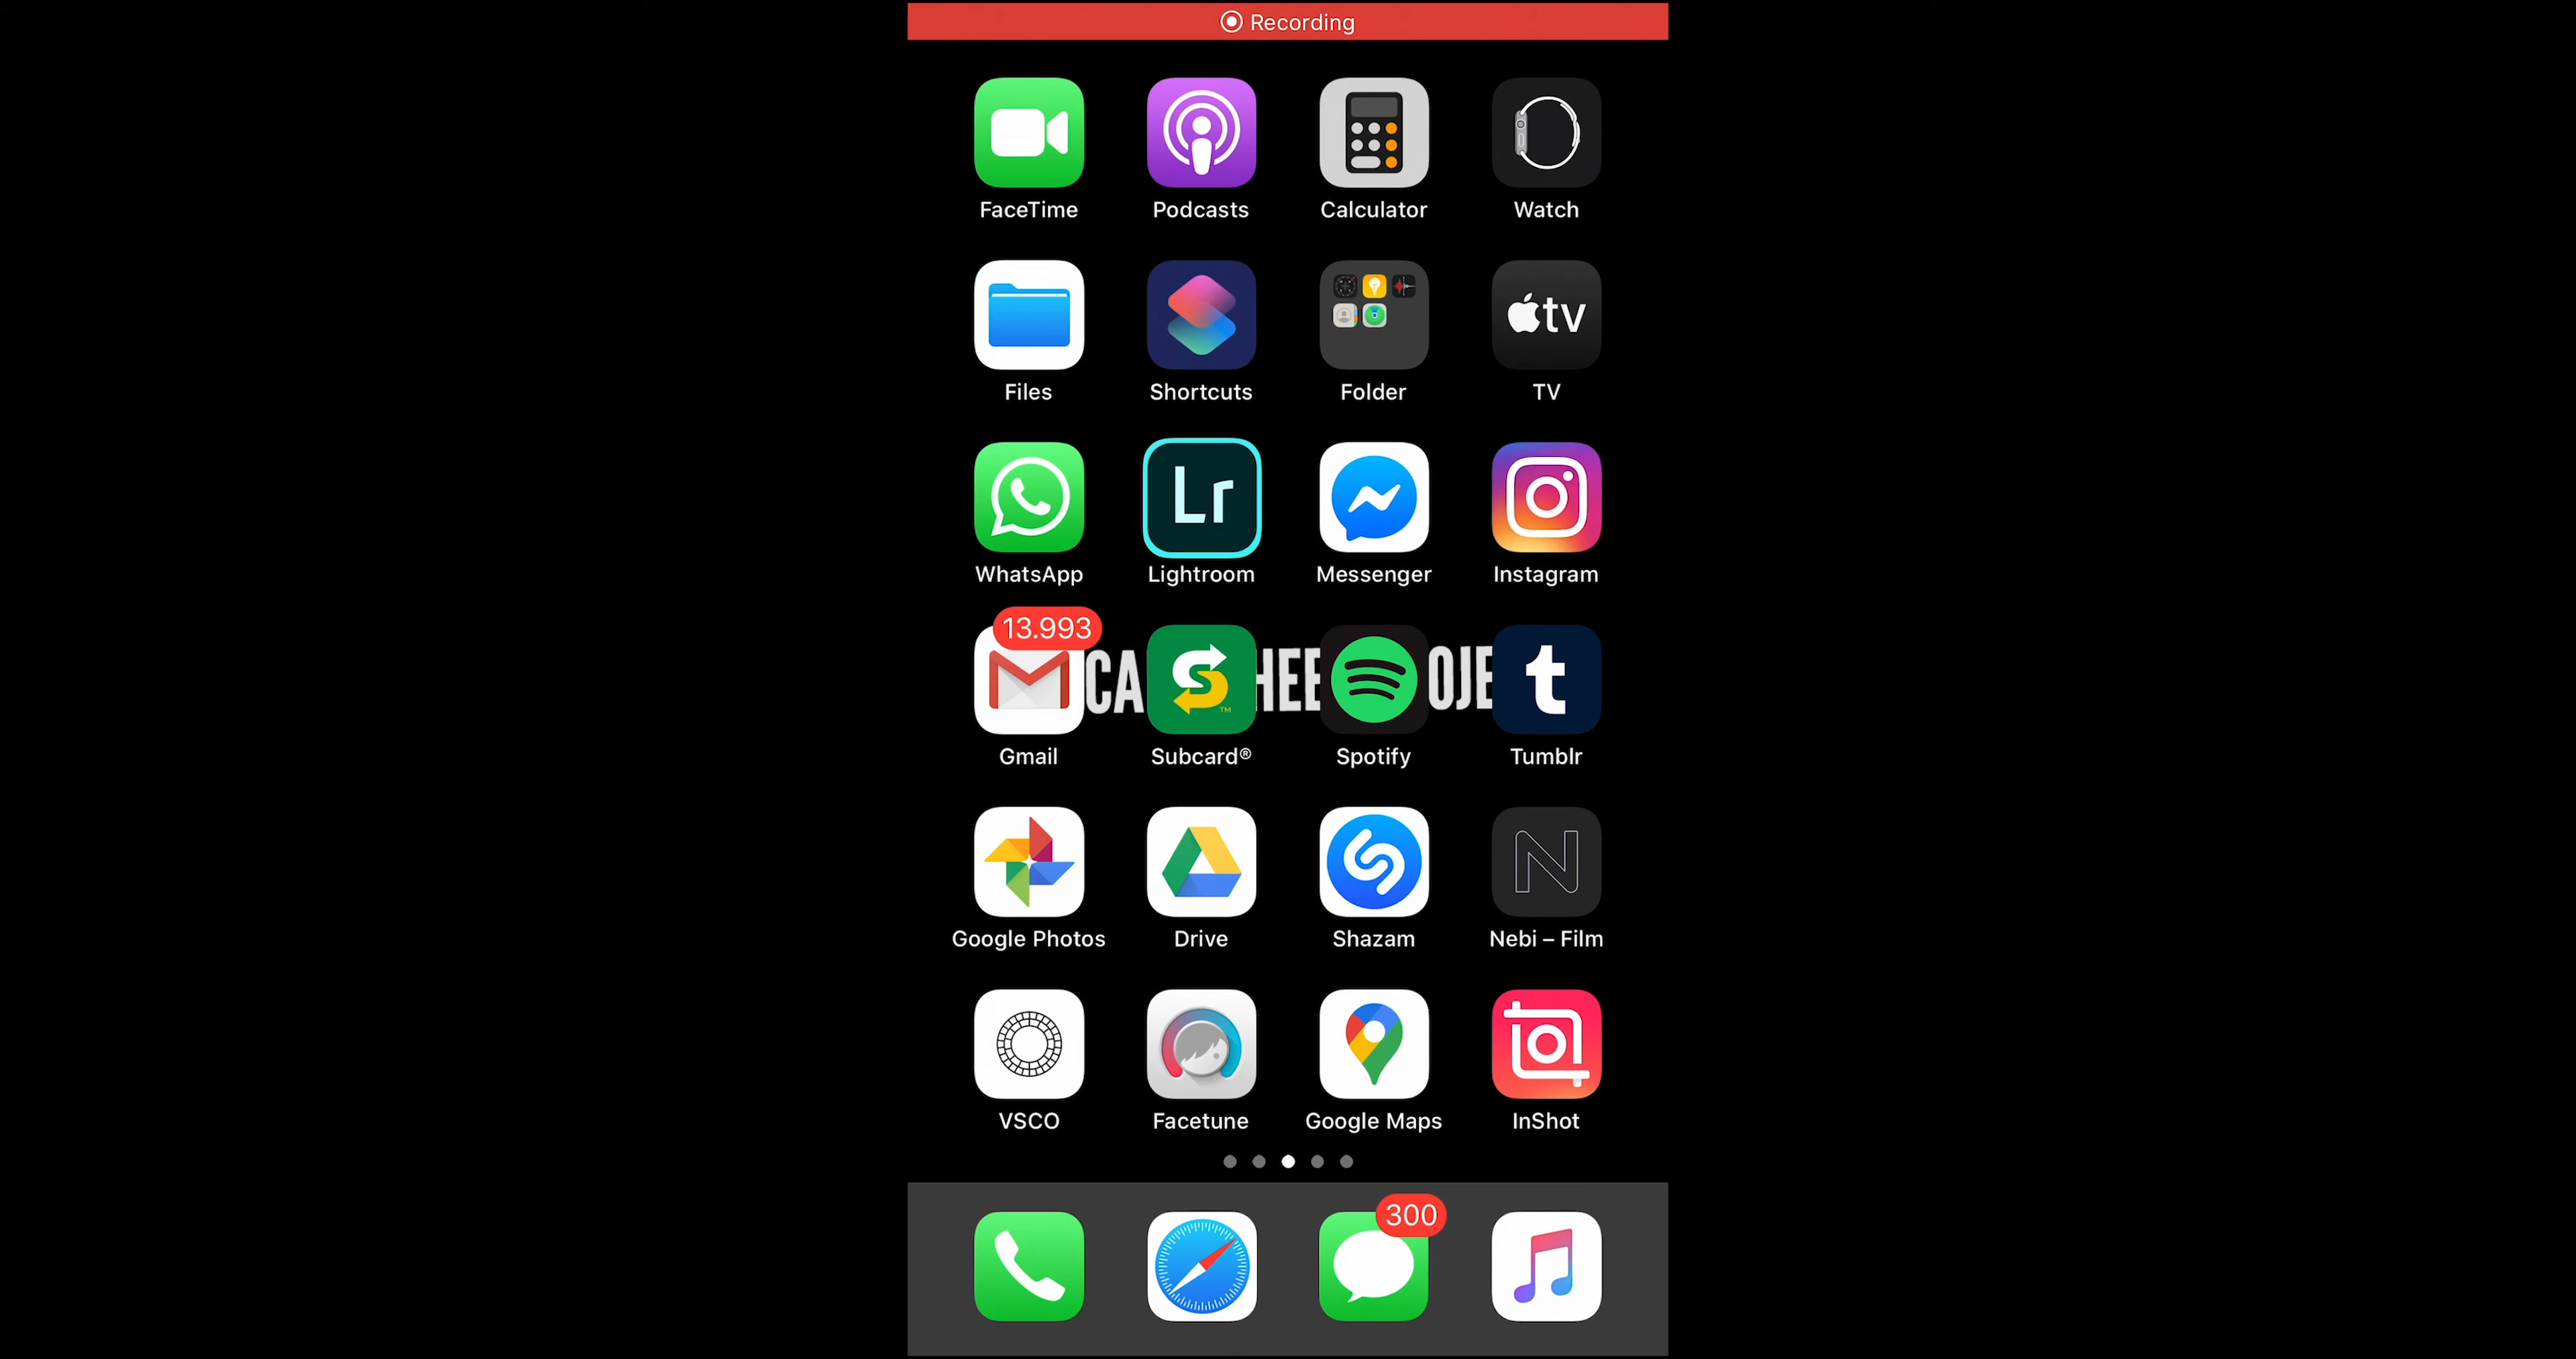 Recording
FaceTime Podcasts Calculator Watch
tv
Files Shortcuts Folder TV
Lr
WhatsApp Lightroom Messenger Instagram
13.993
S TM t
Gmail Subcard® Spotify Tumblr
N
Google Photos Drive Shazam Nebi – Film
VSCO Facetune Google Maps InShot
300